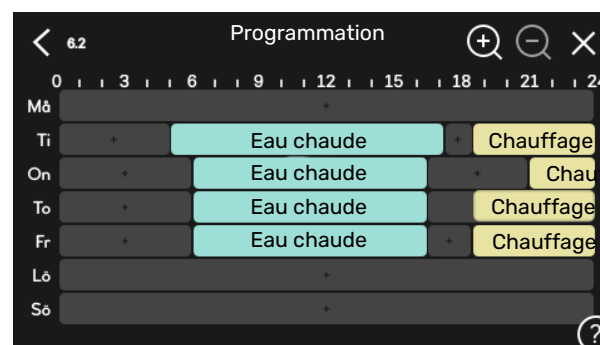 6.2 Programmation
0 3 6 9 12 15 18 21 24
Må
Ti Eau chaude Chauffage
On Eau chaude Chau
To Eau chaude Chauffage
Fr Eau chaude Chauffage
Lö
Sö
?